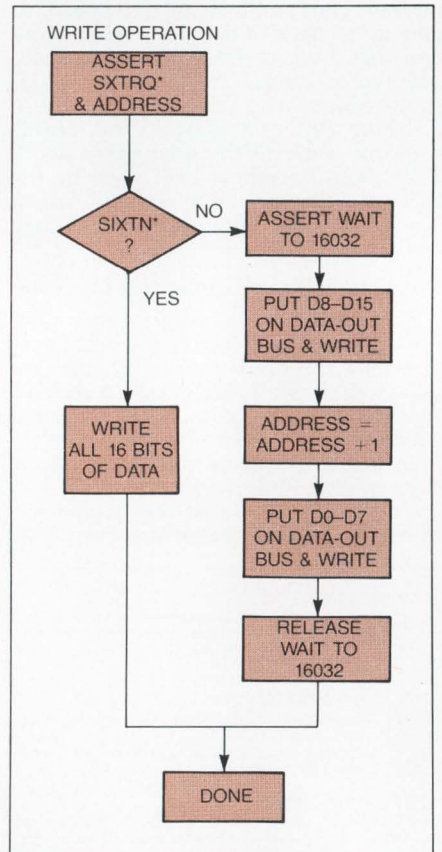 WRITE OPERATION
ASSERT
SXTRQ*
& ADDRESS
SIXTN*
?
NO
YES
ASSERT WAIT
TO 16032
PUT D8–D15
ON DATA-OUT
BUS & WRITE
ADDRESS =
ADDRESS +1
WRITE
ALL 16 BITS
OF DATA
PUT D0–D7
ON DATA-OUT
BUS & WRITE
RELEASE
WAIT TO
16032
DONE